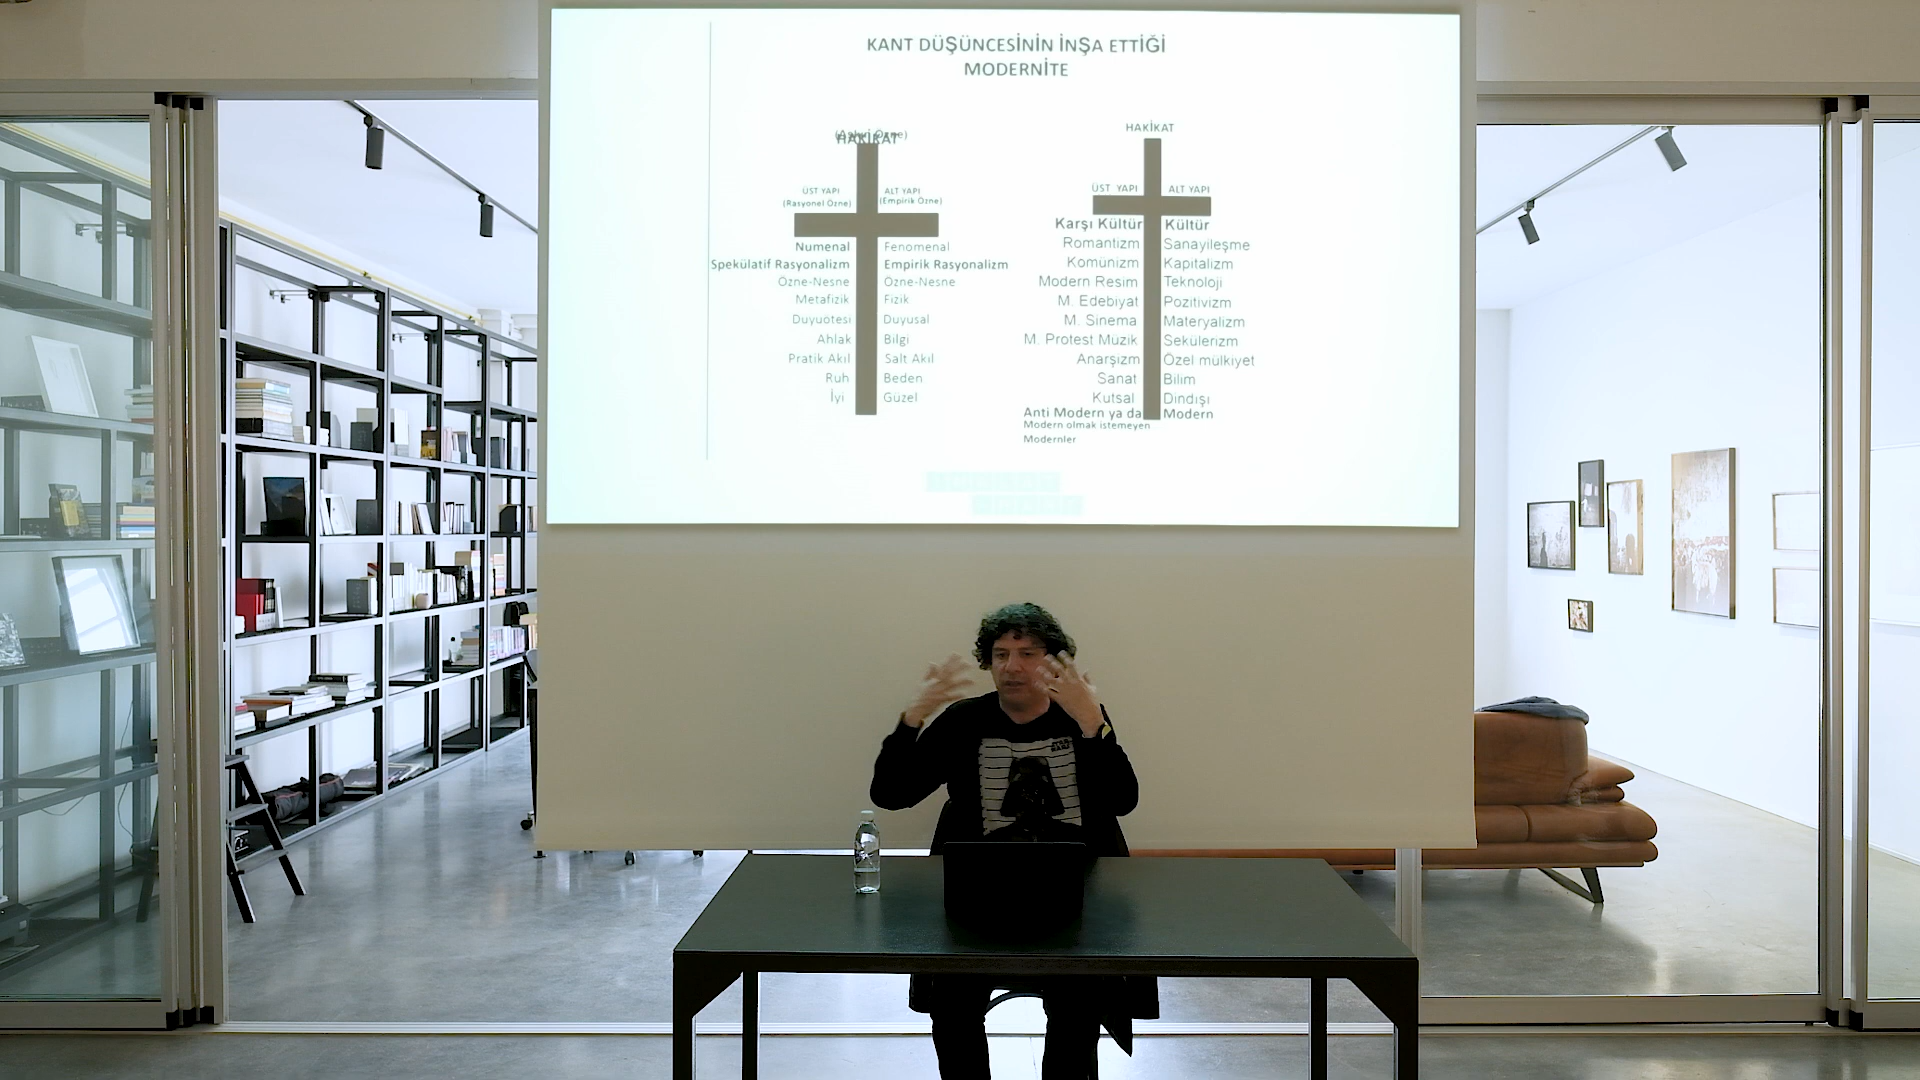 KANT DÜŞÜNCESİNİN İNŞA ETTİĞİ
MODERNİTE
HAKİKAT
ÜST YAPI ALT YAPI
(Rasyonel Özne) (Empirik Özne)
Numenal Fenomenal
Spekülatif Rasyonalizm Empirik Rasyonalizm
Özne-Nesne Özne-Nesne
Metafizik Fizik
Duyuötesi Duyusal
Ahlak Bilgi
Pratik Akıl Salt Akıl
Ruh Beden
İyi Güzel
HAKİKAT
ÜST YAPI ALT YAPI
Karşı Kültür Kültür
Romantizm Sanayileşme
Komünizm Kapitalizm
Modern Resim Teknoloji
M. Edebiyat Pozitivizm
M. Sinema Materyalizm
M. Protest Müzik Sekülerizm
Anarşizm Özel mülkiyet
Sanat Bilim
Kutsal Dindışı
Anti Modern ya da Modern
Modern olmak istemeyen
Modernler
STAR
WARS